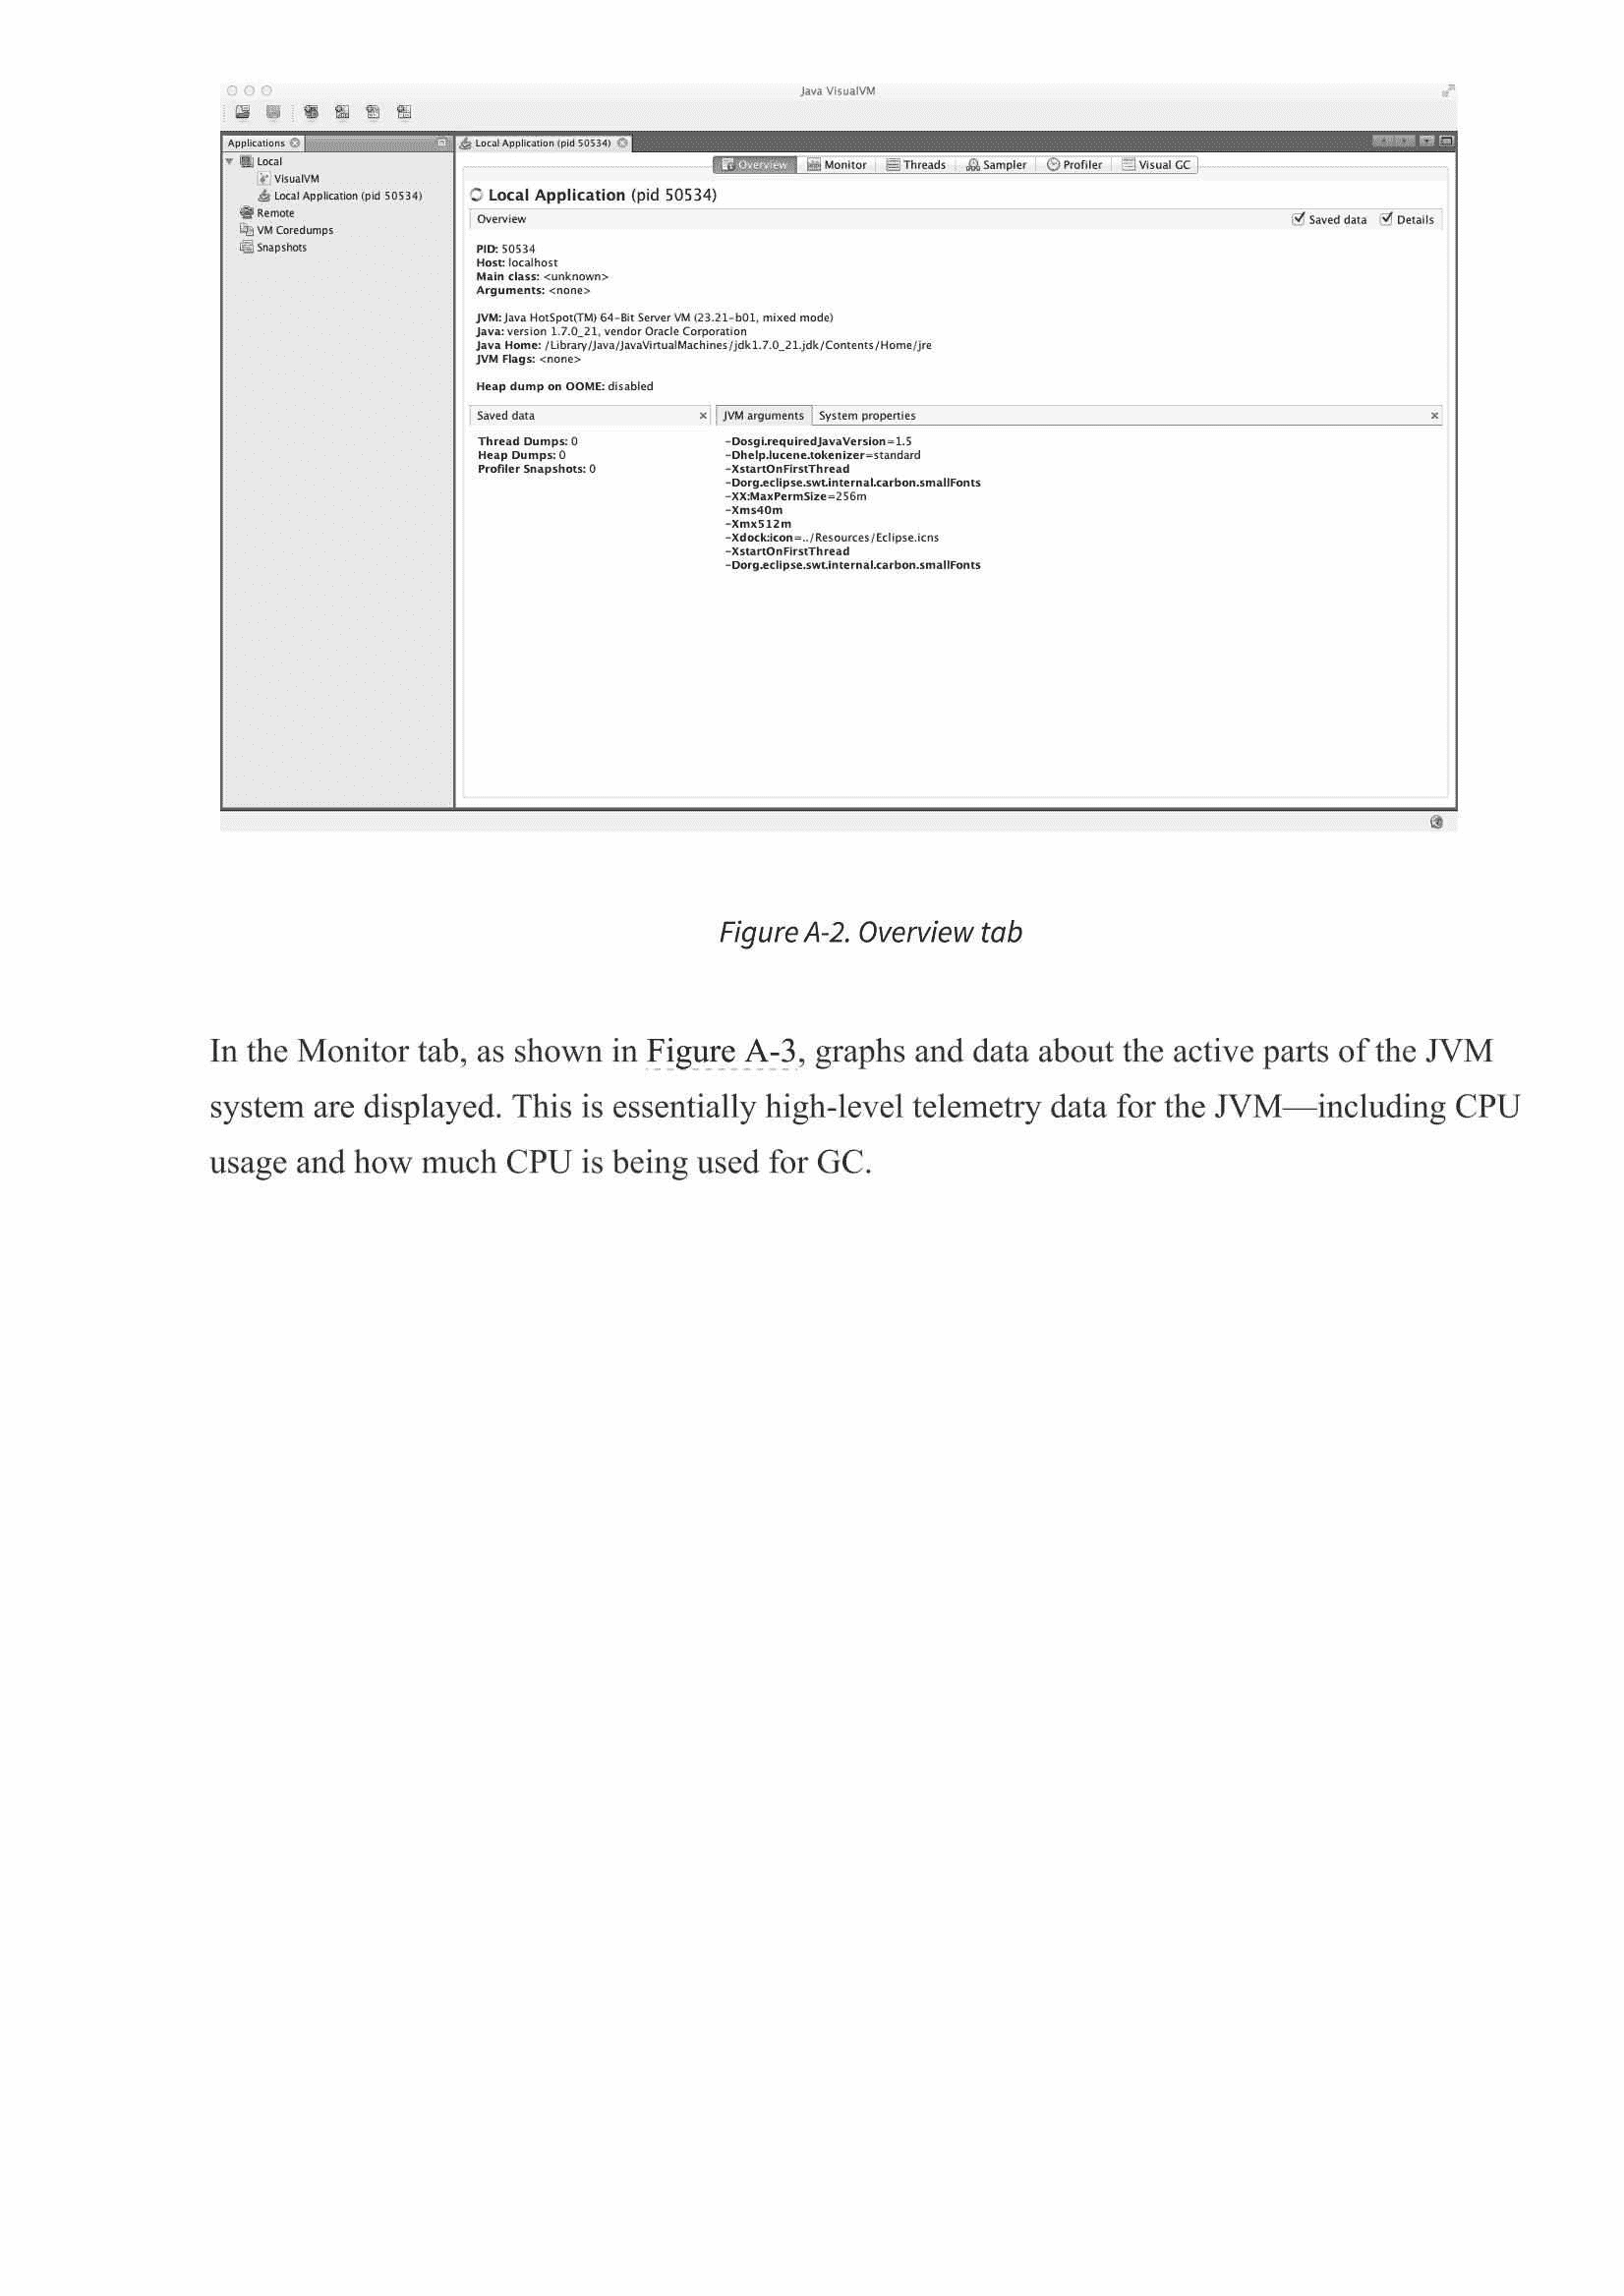 Java VisualVM
Applications
Local
VisualVM
Local Application (pid 50534)
Remote
VM Coredumps
Snapshots
Local Application (pid 50534)
Overview Monitor Threads Sampler Profiler Visual GC
Local Application (pid 50534)
Overview Saved data Details
PID: 50534
Host: localhost
Main class: <unknown>
Arguments: <none>
JVM: Java HotSpot(TM) 64-Bit Server VM (23.21-b01, mixed mode)
Java: version 1.7.0_21, vendor Oracle Corporation
Java Home: /Library/Java/JavaVirtualMachines/jdk1.7.0_21.jdk/Contents/Home/jre
JVM Flags: <none>
Heap dump on OOME: disabled
Saved data
Thread Dumps: 0
Heap Dumps: 0
Profiler Snapshots: 0
JVM arguments System properties
-Dosgi.requiredJavaVersion=1.5
-Dhelp.lucene.tokenizer=standard
-XstartOnFirstThread
-Dorg.eclipse.swt.internal.carbon.smallFonts
-XX:MaxPermSize=256m
-Xms40m
-Xmx512m
-Xdock:icon=../Resources/Eclipse.icns
-XstartOnFirstThread
-Dorg.eclipse.swt.internal.carbon.smallFonts
Figure A-2. Overview tab
In the Monitor tab, as shown in Figure A-3, graphs and data about the active parts of the JVM
system are displayed. This is essentially high-level telemetry data for the JVM—including CPU
usage and how much CPU is being used for GC.